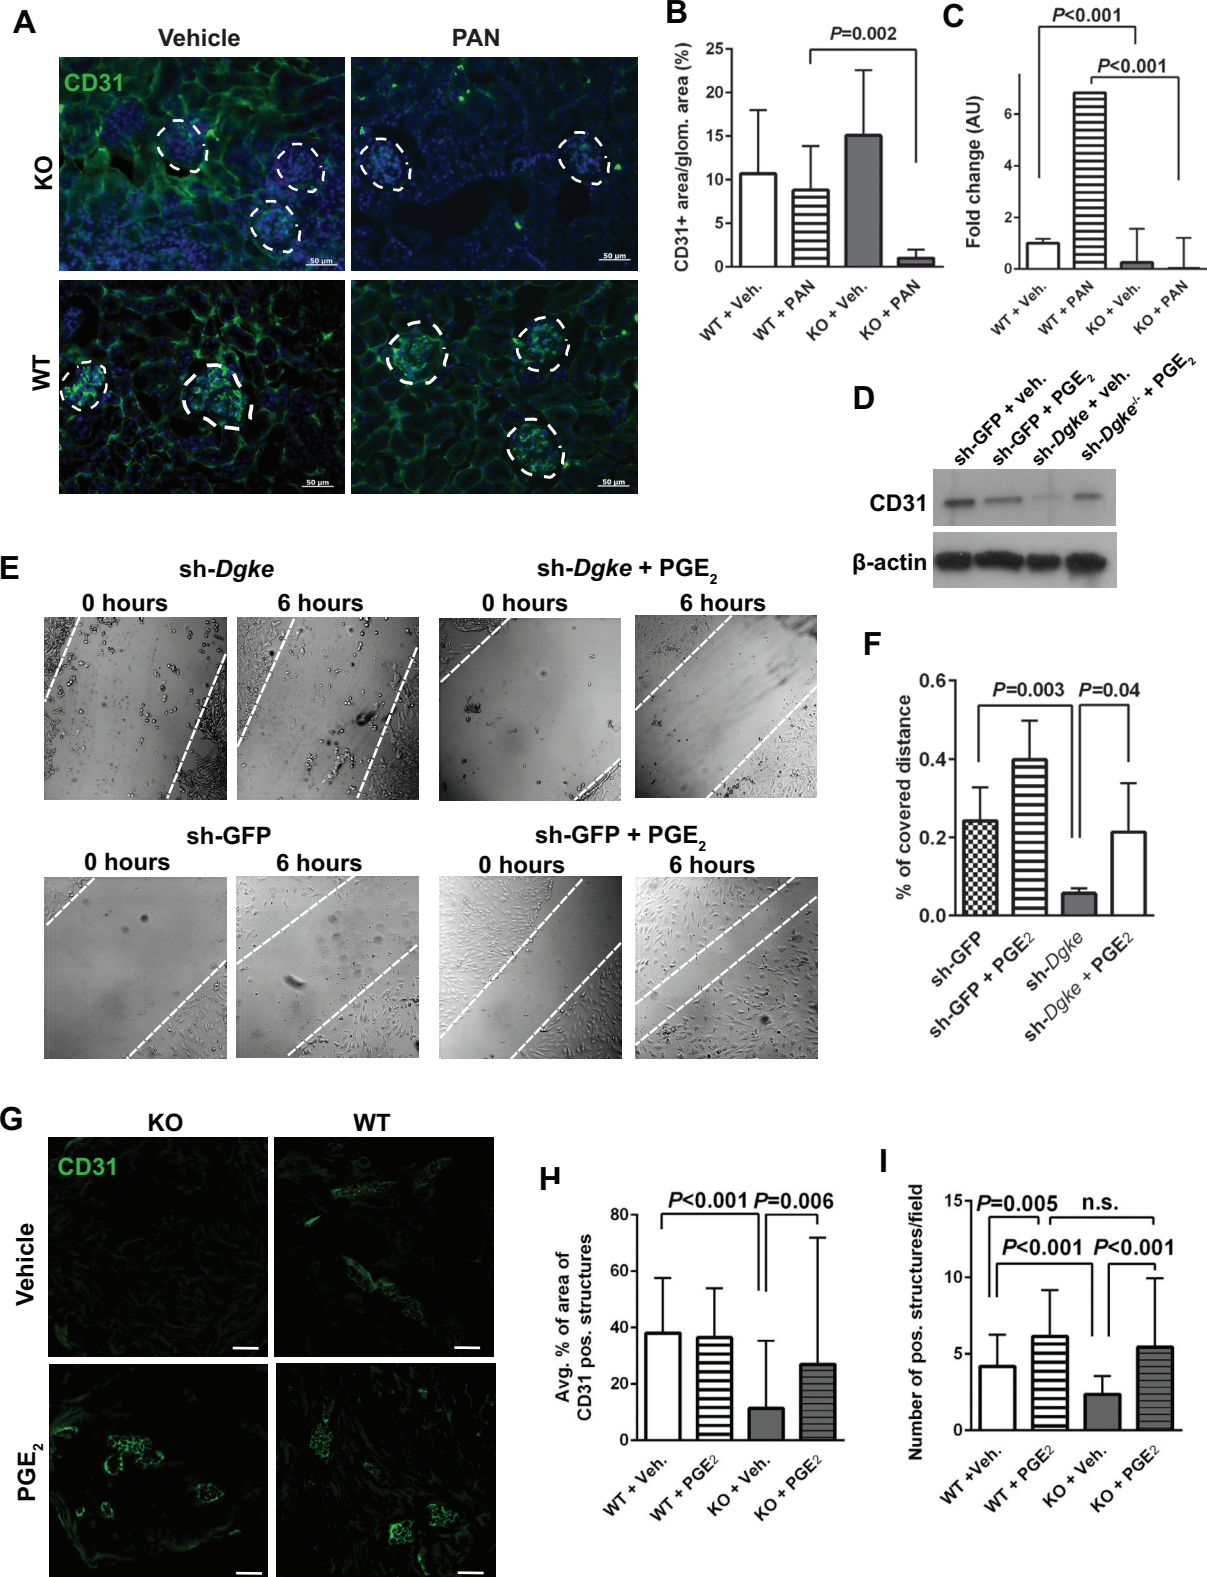 A
Vehicle
PAN
CD31
KO
WT
50 µm
50 µm
50 µm
50 µm
B
P=0.002
CD31+ area/glom. area (%)
25
20
15
10
5
0
WT + Veh.
WT + PAN
KO + Veh.
KO + PAN
C
P<0.001
P<0.001
Fold change (AU)
6
4
2
0
WT + Veh.
WT + PAN
KO + Veh.
KO + PAN
D
sh-GFP + veh.
sh-GFP + PGE2
sh-Dgke + veh.
sh-Dgke-/- + PGE2
CD31
β-actin
E
sh-Dgke
sh-Dgke + PGE2
0 hours
6 hours
0 hours
6 hours
sh-GFP
sh-GFP + PGE2
0 hours
6 hours
0 hours
6 hours
F
P=0.003
P=0.04
% of covered distance
0.6
0.4
0.2
0.0
sh-GFP
sh-GFP + PGE2
sh-Dgke
sh-Dgke + PGE2
G
KO
WT
CD31
Vehicle
PGE2
H
P<0.001
P=0.006
Avg. % of area of
CD31 pos. structures
80
60
40
20
0
WT + Veh.
WT + PGE2
KO + Veh.
KO + PGE2
I
P=0.005
n.s.
P<0.001
P<0.001
Number of pos. structures/field
15
10
5
0
WT +Veh.
WT + PGE2
KO + Veh.
KO + PGE2